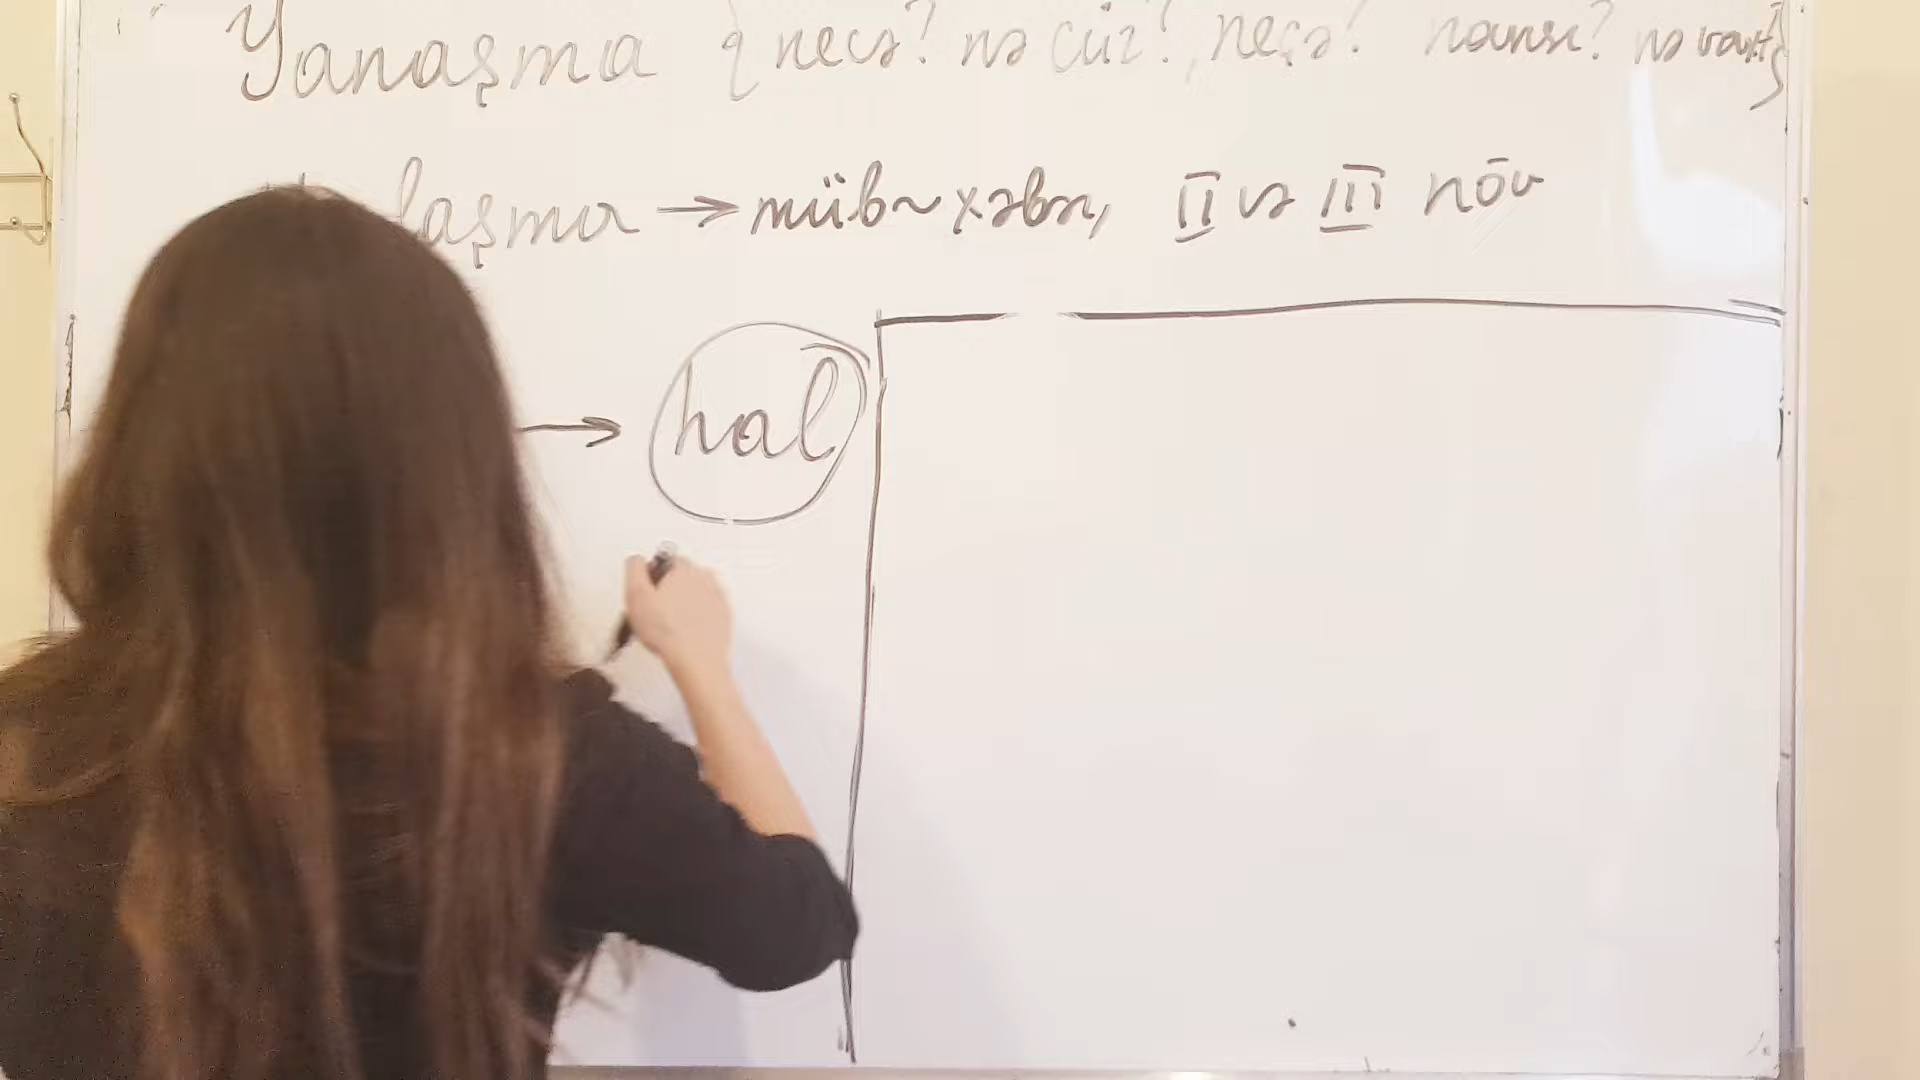 Yanaşma { necə? nə cür?, neçə? hansı? nə vaxt}
laşma → müb~xəbər, II və III növ
→ hal